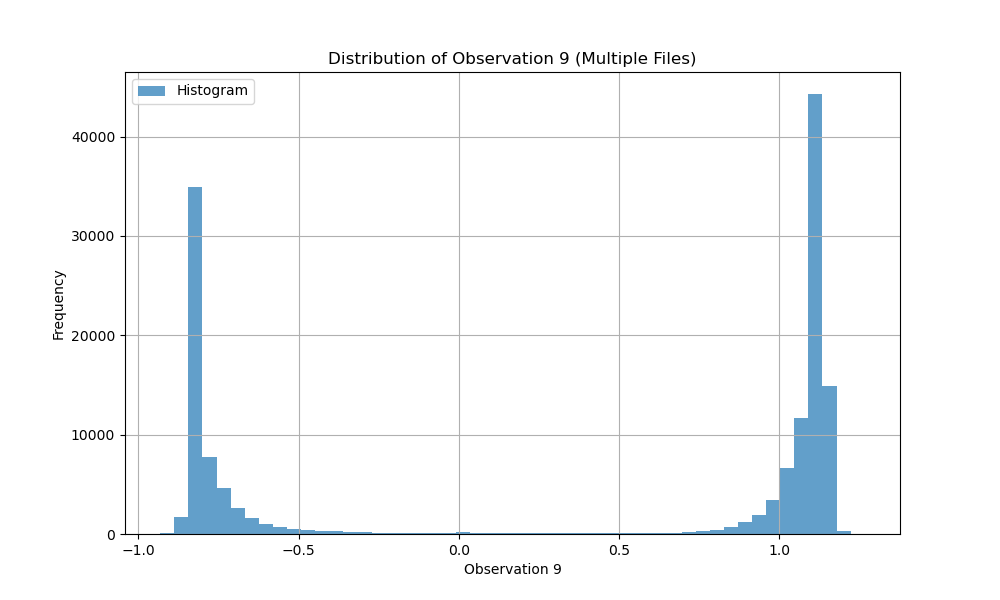 Distribution of Observation 9 (Multiple Files)
Histogram
40000
30000
20000
10000
0
Frequency
−1.0
−0.5
0.0
0.5
1.0
Observation 9